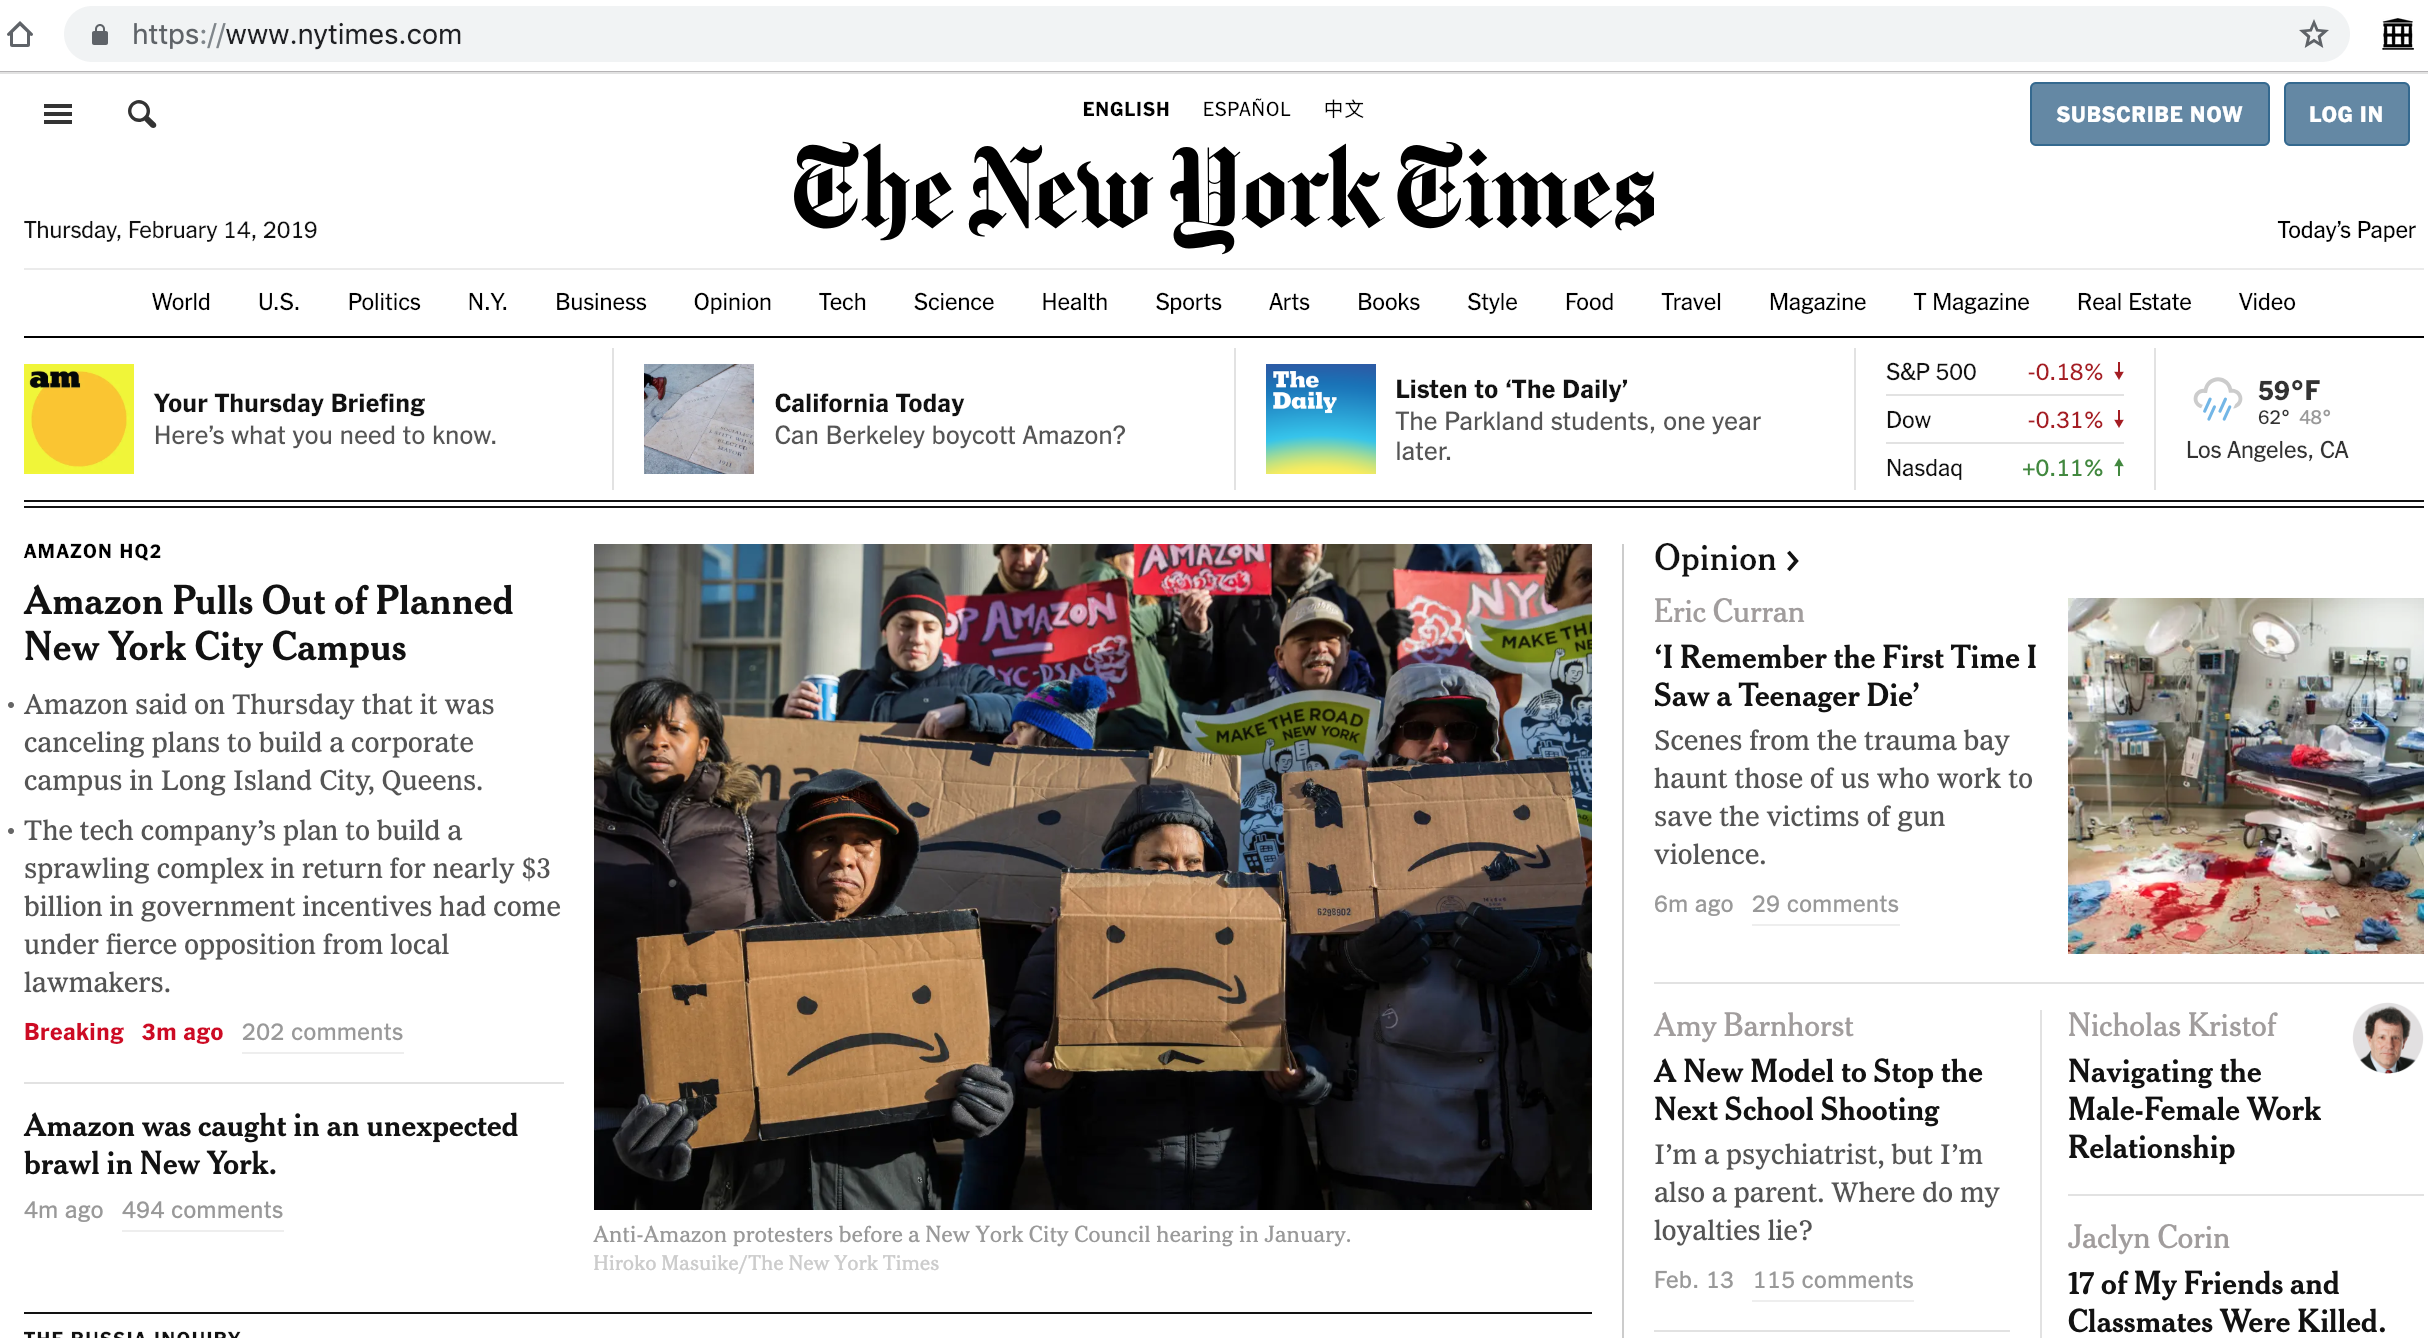 https://www.nytimes.com
ENGLISH ESPAÑOL 中文
SUBSCRIBE NOW LOG IN
The New York Times
Thursday, February 14, 2019
Today's Paper
World U.S. Politics N.Y. Business Opinion Tech Science Health Sports Arts Books Style Food Travel Magazine T Magazine Real Estate Video
am
Your Thursday Briefing
Here's what you need to know.
California Today
Can Berkeley boycott Amazon?
The
Daily
Listen to ‘The Daily’
The Parkland students, one year
later.
S&P 500 -0.18%
Dow -0.31%
Nasdaq +0.11%
59°F
62° 48°
Los Angeles, CA
AMAZON HQ2
Amazon Pulls Out of Planned
New York City Campus
• Amazon said on Thursday that it was
canceling plans to build a corporate
campus in Long Island City, Queens.
• The tech company’s plan to build a
sprawling complex in return for nearly $3
billion in government incentives had come
under fierce opposition from local
lawmakers.
Breaking 3m ago 202 comments
Amazon was caught in an unexpected
brawl in New York.
4m ago 494 comments
AMAZON
OP AMAZON
YC-DSA
NYC
MAKE TH
NE
MAKE THE ROAD
NEW YORK
ma
6298902
Anti-Amazon protesters before a New York City Council hearing in January.
Hiroko Masuike/The New York Times
Opinion >
Eric Curran
‘I Remember the First Time I
Saw a Teenager Die’
Scenes from the trauma bay
haunt those of us who work to
save the victims of gun
violence.
6m ago 29 comments
Amy Barnhorst
A New Model to Stop the
Next School Shooting
I’m a psychiatrist, but I’m
also a parent. Where do my
loyalties lie?
Feb. 13 115 comments
Nicholas Kristof
Navigating the
Male-Female Work
Relationship
Jaclyn Corin
17 of My Friends and
Classmates Were Killed.
THE RUSSIA INQUIRY